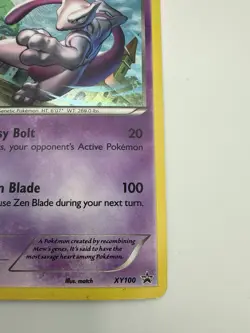 Genetic Pokémon HT: 6'07" WT: 269.0 lbs.
sy Bolt 20
s, your opponent's Active Pokémon
n Blade 100
use Zen Blade during your next turn.
A Pokémon created by recombining
Mew's genes. It's said to have the
most savage heart among Pokémon.
Illus. match XY100